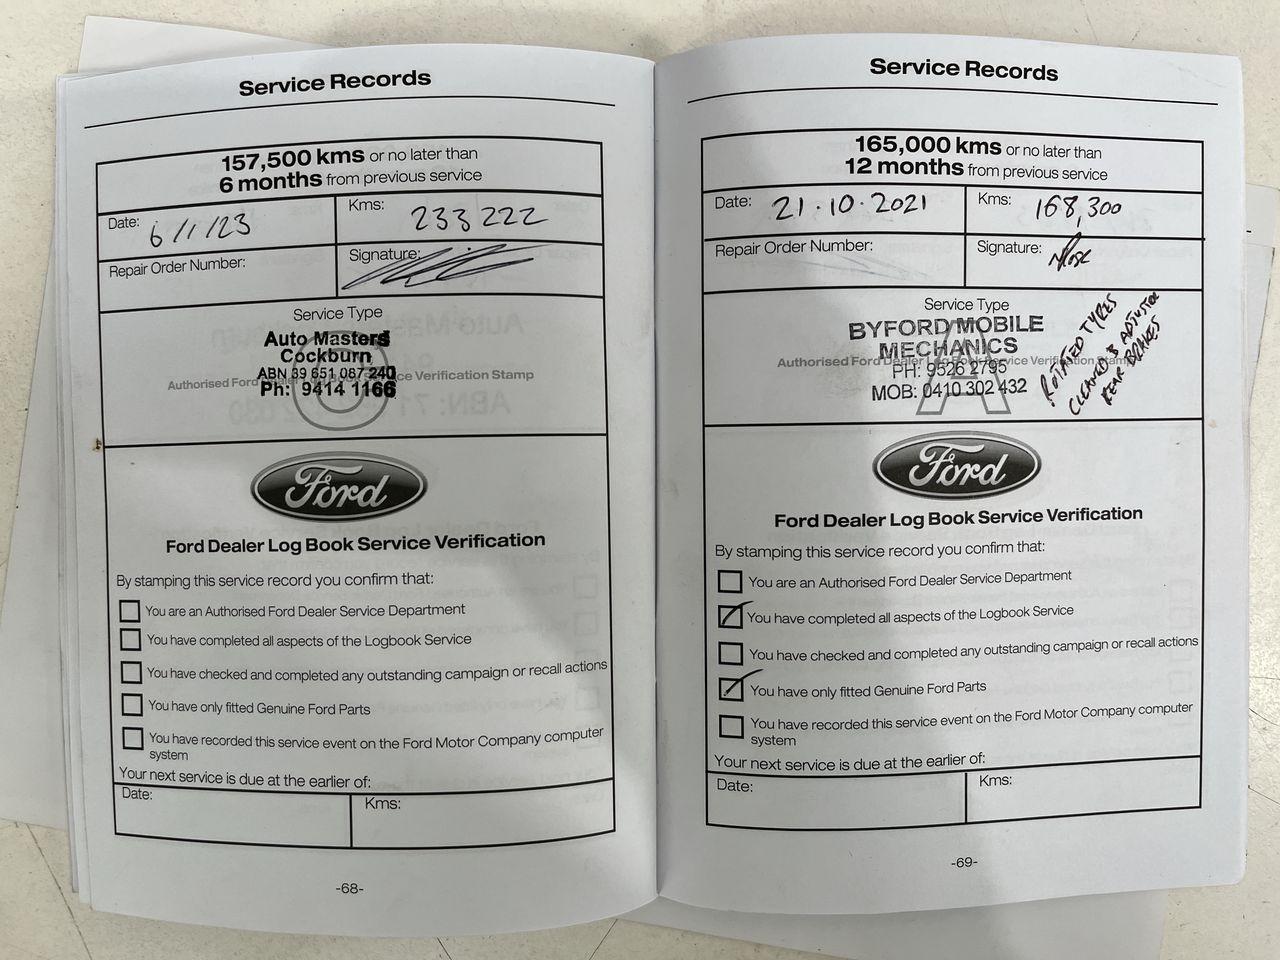 Service Records
157,500 kms or no later than
6 months from previous service
Date: 6/1/23
Kms: 233 222
Repair Order Number:
Signature:
Service Type
Auto Masters
Cockburn
ABN 39 651 087 240
Authorised Ford Dealer Log Book Service Verification Stamp
Ph: 9414 1166
Ford
Ford Dealer Log Book Service Verification
By stamping this service record you confirm that:
You are an Authorised Ford Dealer Service Department
You have completed all aspects of the Logbook Service
You have checked and completed any outstanding campaign or recall actions
You have only fitted Genuine Ford Parts
You have recorded this service event on the Ford Motor Company computer
system
Your next service is due at the earlier of:
Date:
Kms:
-68-
Service Records
165,000 kms or no later than
12 months from previous service
Date: 21.10.2021
Kms: 168,300
Repair Order Number:
Signature:
Service Type
BYFORD MOBILE
MECHANICS
Authorised Ford Dealer Log Book Service Verification Stamp
PH: 9526 2795
MOB: 0410 302 432
A
ROTATED TYRES
CLEANED & ADJUSTED
REAR BRAKES
Ford
Ford Dealer Log Book Service Verification
By stamping this service record you confirm that:
You are an Authorised Ford Dealer Service Department
You have completed all aspects of the Logbook Service
You have checked and completed any outstanding campaign or recall actions
You have only fitted Genuine Ford Parts
You have recorded this service event on the Ford Motor Company computer
system
Your next service is due at the earlier of:
Date:
Kms:
-69-